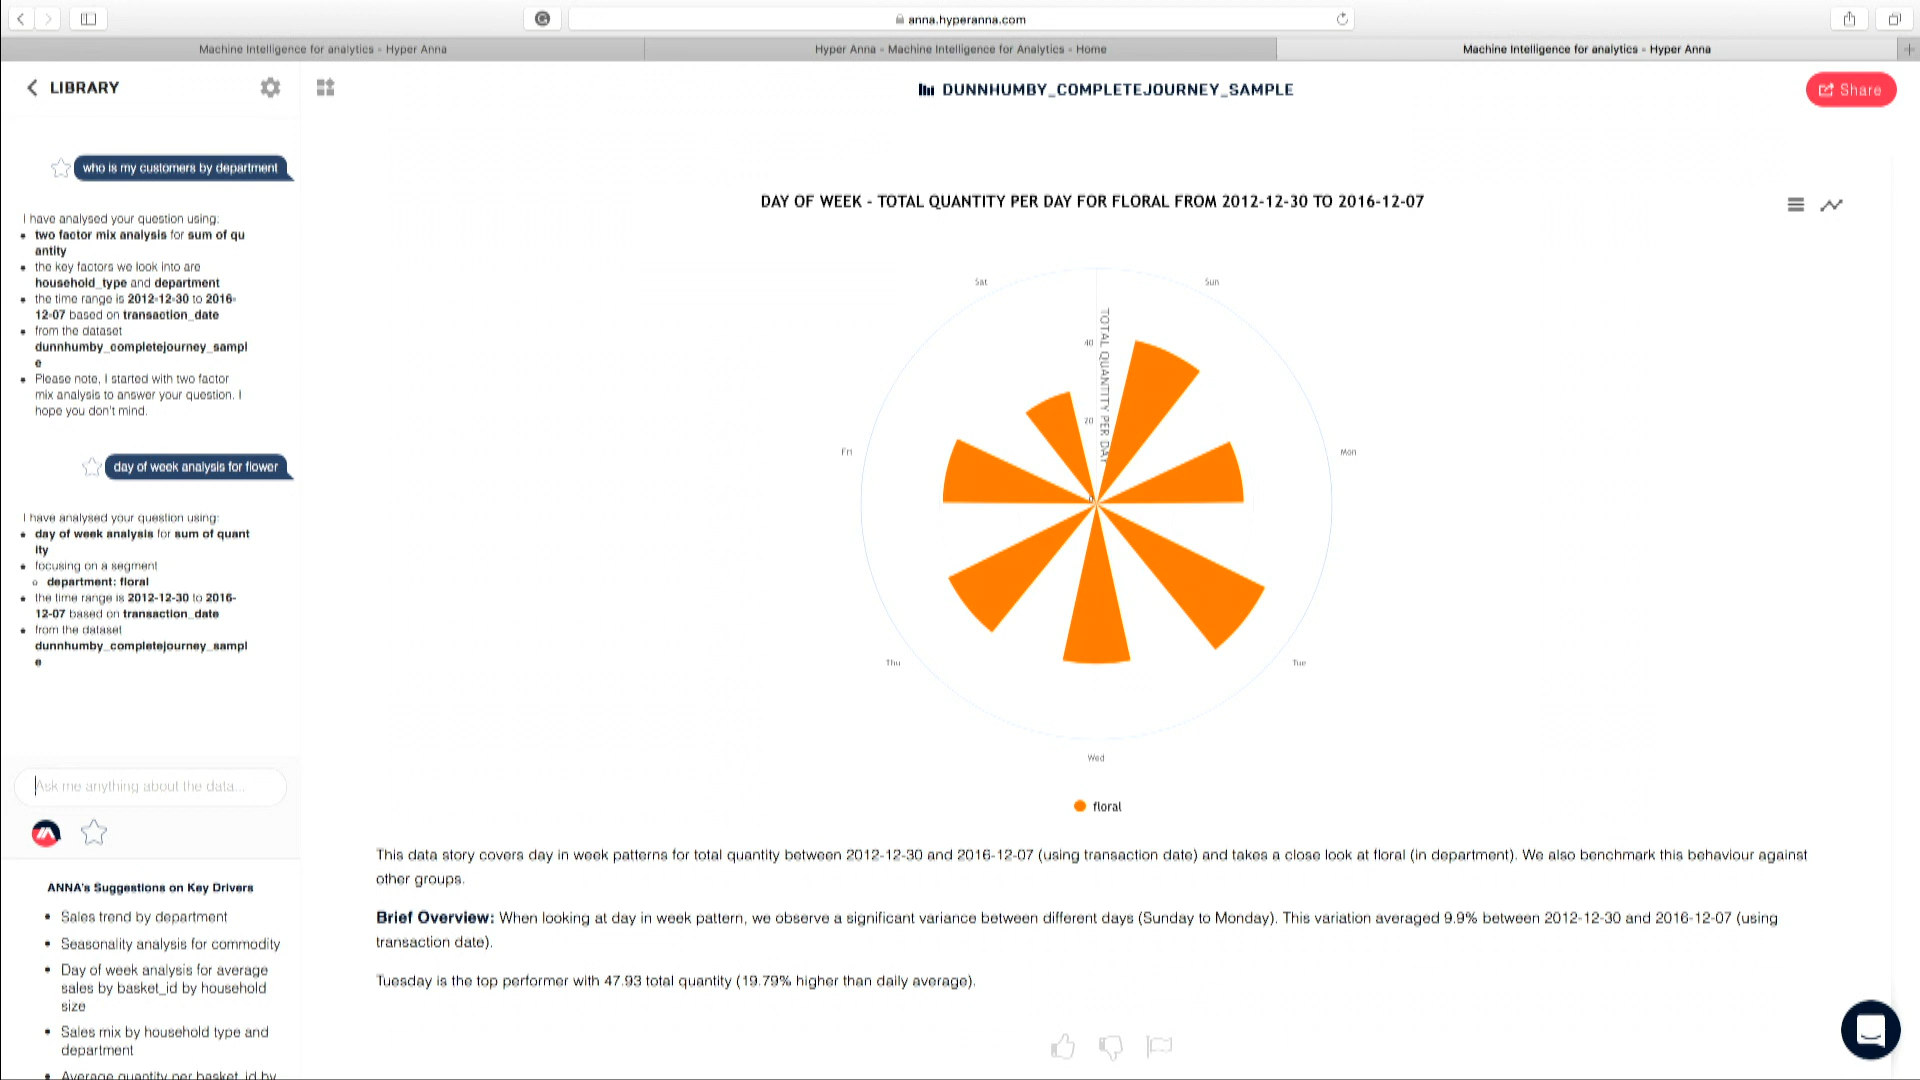 anna.hyperanna.com
Machine Intelligence for analytics - Hyper Anna
Hyper Anna - Machine Intelligence for Analytics - Home
Machine Intelligence for analytics - Hyper Anna
LIBRARY
DUNNHUMBY_COMPLETEJOURNEY_SAMPLE
Share
who is my customers by department
I have analysed your question using:
two factor mix analysis for sum of qu
antity
the key factors we look into are
household_type and department
the time range is 2012-12-30 to 2016-
12-07 based on transaction_date
from the dataset
dunnhumby_completejourney_sampl
e
Please note, I started with two factor
mix analysis to answer your question. I
hope you don't mind.
day of week analysis for flower
I have analysed your question using:
day of week analysis for sum of quant
ity
focusing on a segment
department: floral
the time range is 2012-12-30 to 2016-
12-07 based on transaction_date
from the dataset
dunnhumby_completejourney_sampl
e
Ask me anything about the data...
ANNA's Suggestions on Key Drivers
Sales trend by department
Seasonality analysis for commodity
Day of week analysis for average
sales by basket_id by household
size
Sales mix by household type and
department
Average quantity per basket_id by
DAY OF WEEK - TOTAL QUANTITY PER DAY FOR FLORAL FROM 2012-12-30 TO 2016-12-07
Sat
Sun
TOTAL QUANTITY PER DAY
40
20
0
Fri
Mon
Thu
Tue
Wed
floral
This data story covers day in week patterns for total quantity between 2012-12-30 and 2016-12-07 (using transaction date) and takes a close look at floral (in department). We also benchmark this behaviour against
other groups.
Brief Overview: When looking at day in week pattern, we observe a significant variance between different days (Sunday to Monday). This variation averaged 9.9% between 2012-12-30 and 2016-12-07 (using
transaction date).
Tuesday is the top performer with 47.93 total quantity (19.79% higher than daily average).